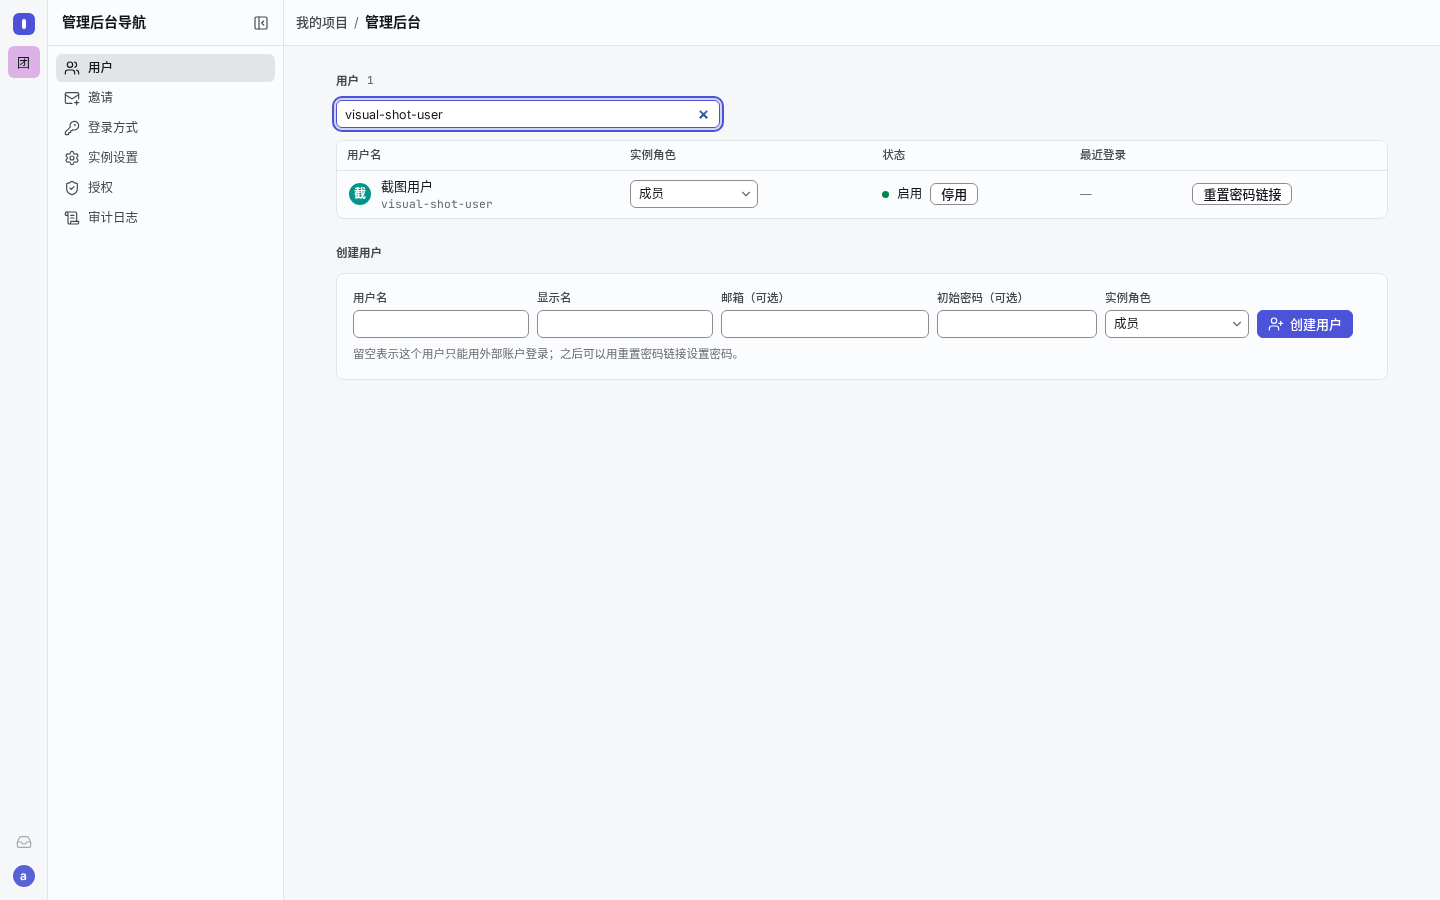 管理后台导航
我的项目 / 管理后台
团
用户
邀请
登录方式
实例设置
授权
审计日志
a
用户 1
visual-shot-user
用户名 实例角色 状态 最近登录
截 截图用户 成员 启用 停用 — 重置密码链接
visual-shot-user
创建用户
用户名 显示名 邮箱（可选） 初始密码（可选） 实例角色
成员 创建用户
留空表示这个用户只能用外部账户登录；之后可以用重置密码链接设置密码。